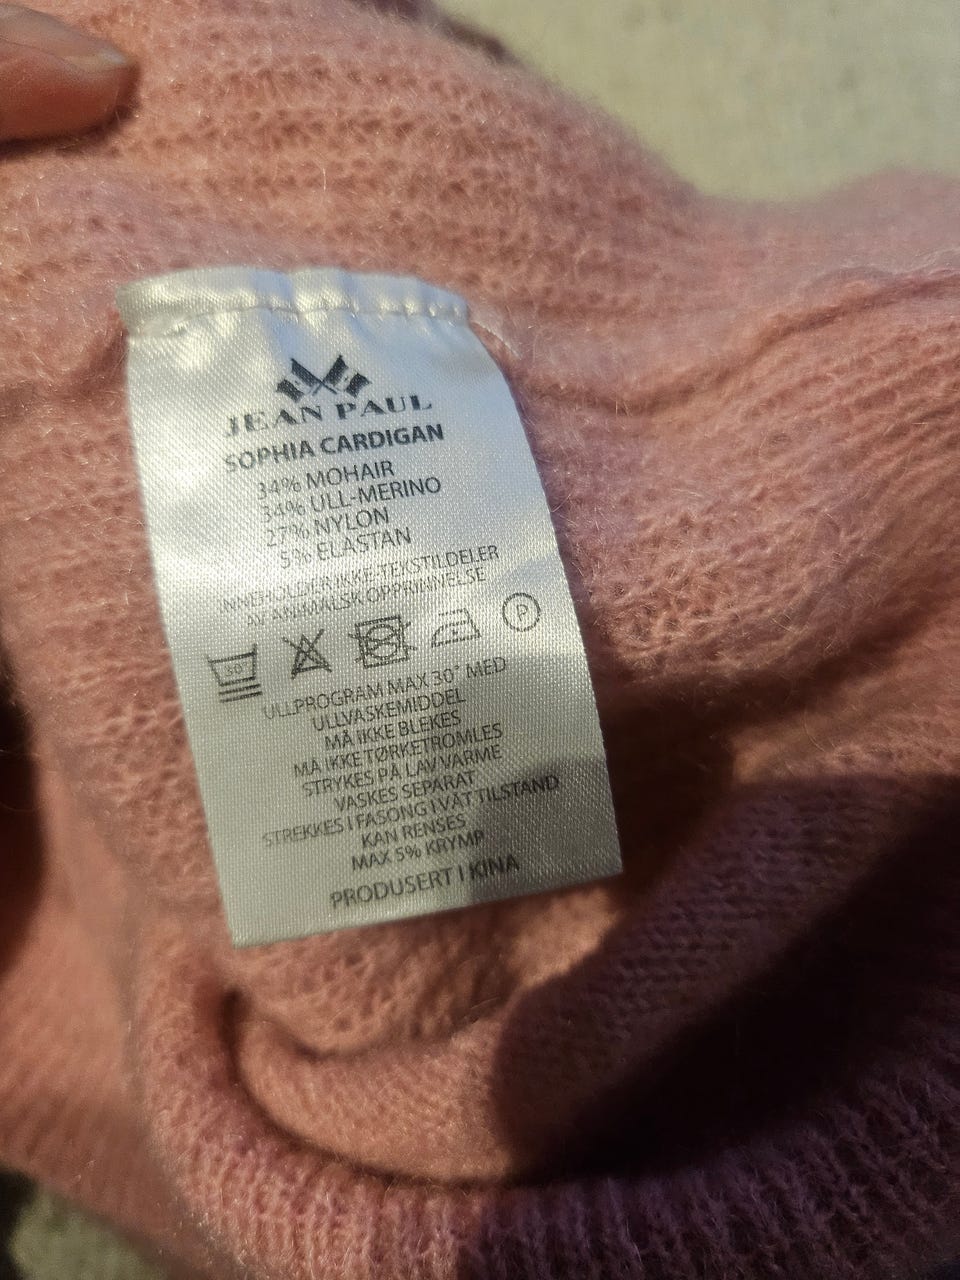 JEAN PAUL
SOPHIA CARDIGAN
34% MOHAIR
34% ULL-MERINO
27% NYLON
5% ELASTAN
INNEHOLDER IKKE-TEKSTILDELER
AV ANIMALSK OPPRINNELSE
30°
P
ULLPROGRAM MAX 30° MED
ULLVASKEMIDDEL
MÅ IKKE BLEKES
MÅ IKKE TØRKETROMLES
STRYKES PÅ LAV VARME
VASKES SEPARAT
STREKKES I FASONG I VÅT TILSTAND
KAN RENSES
MAX 5% KRYMP
PRODUSERT I KINA